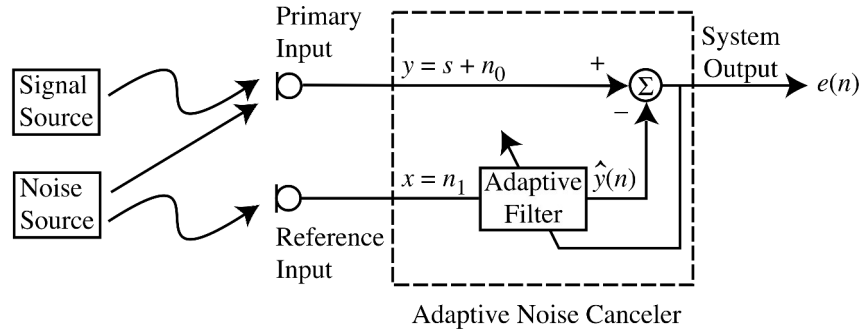 Primary
Input
Signal
Source
y = s + n₀
+
Σ
−
System
Output
e(n)
Noise
Source
x = n₁
Adaptive
Filter
ŷ(n)
Reference
Input
Adaptive Noise Canceler